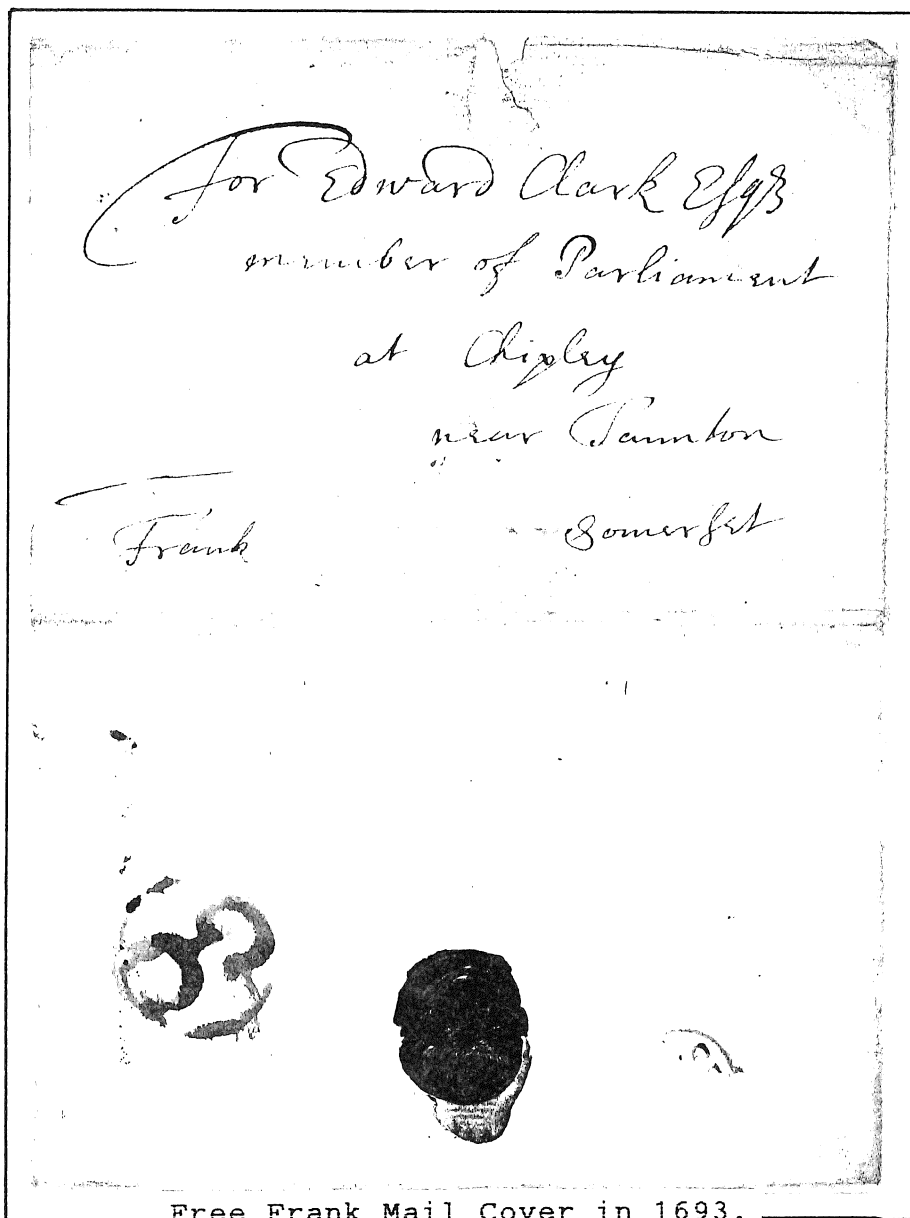 For Edward Clark Esqr
member of Parliament
at Chipley
near Taunton
Frank Somerset
Free Frank Mail Cover in 1693.